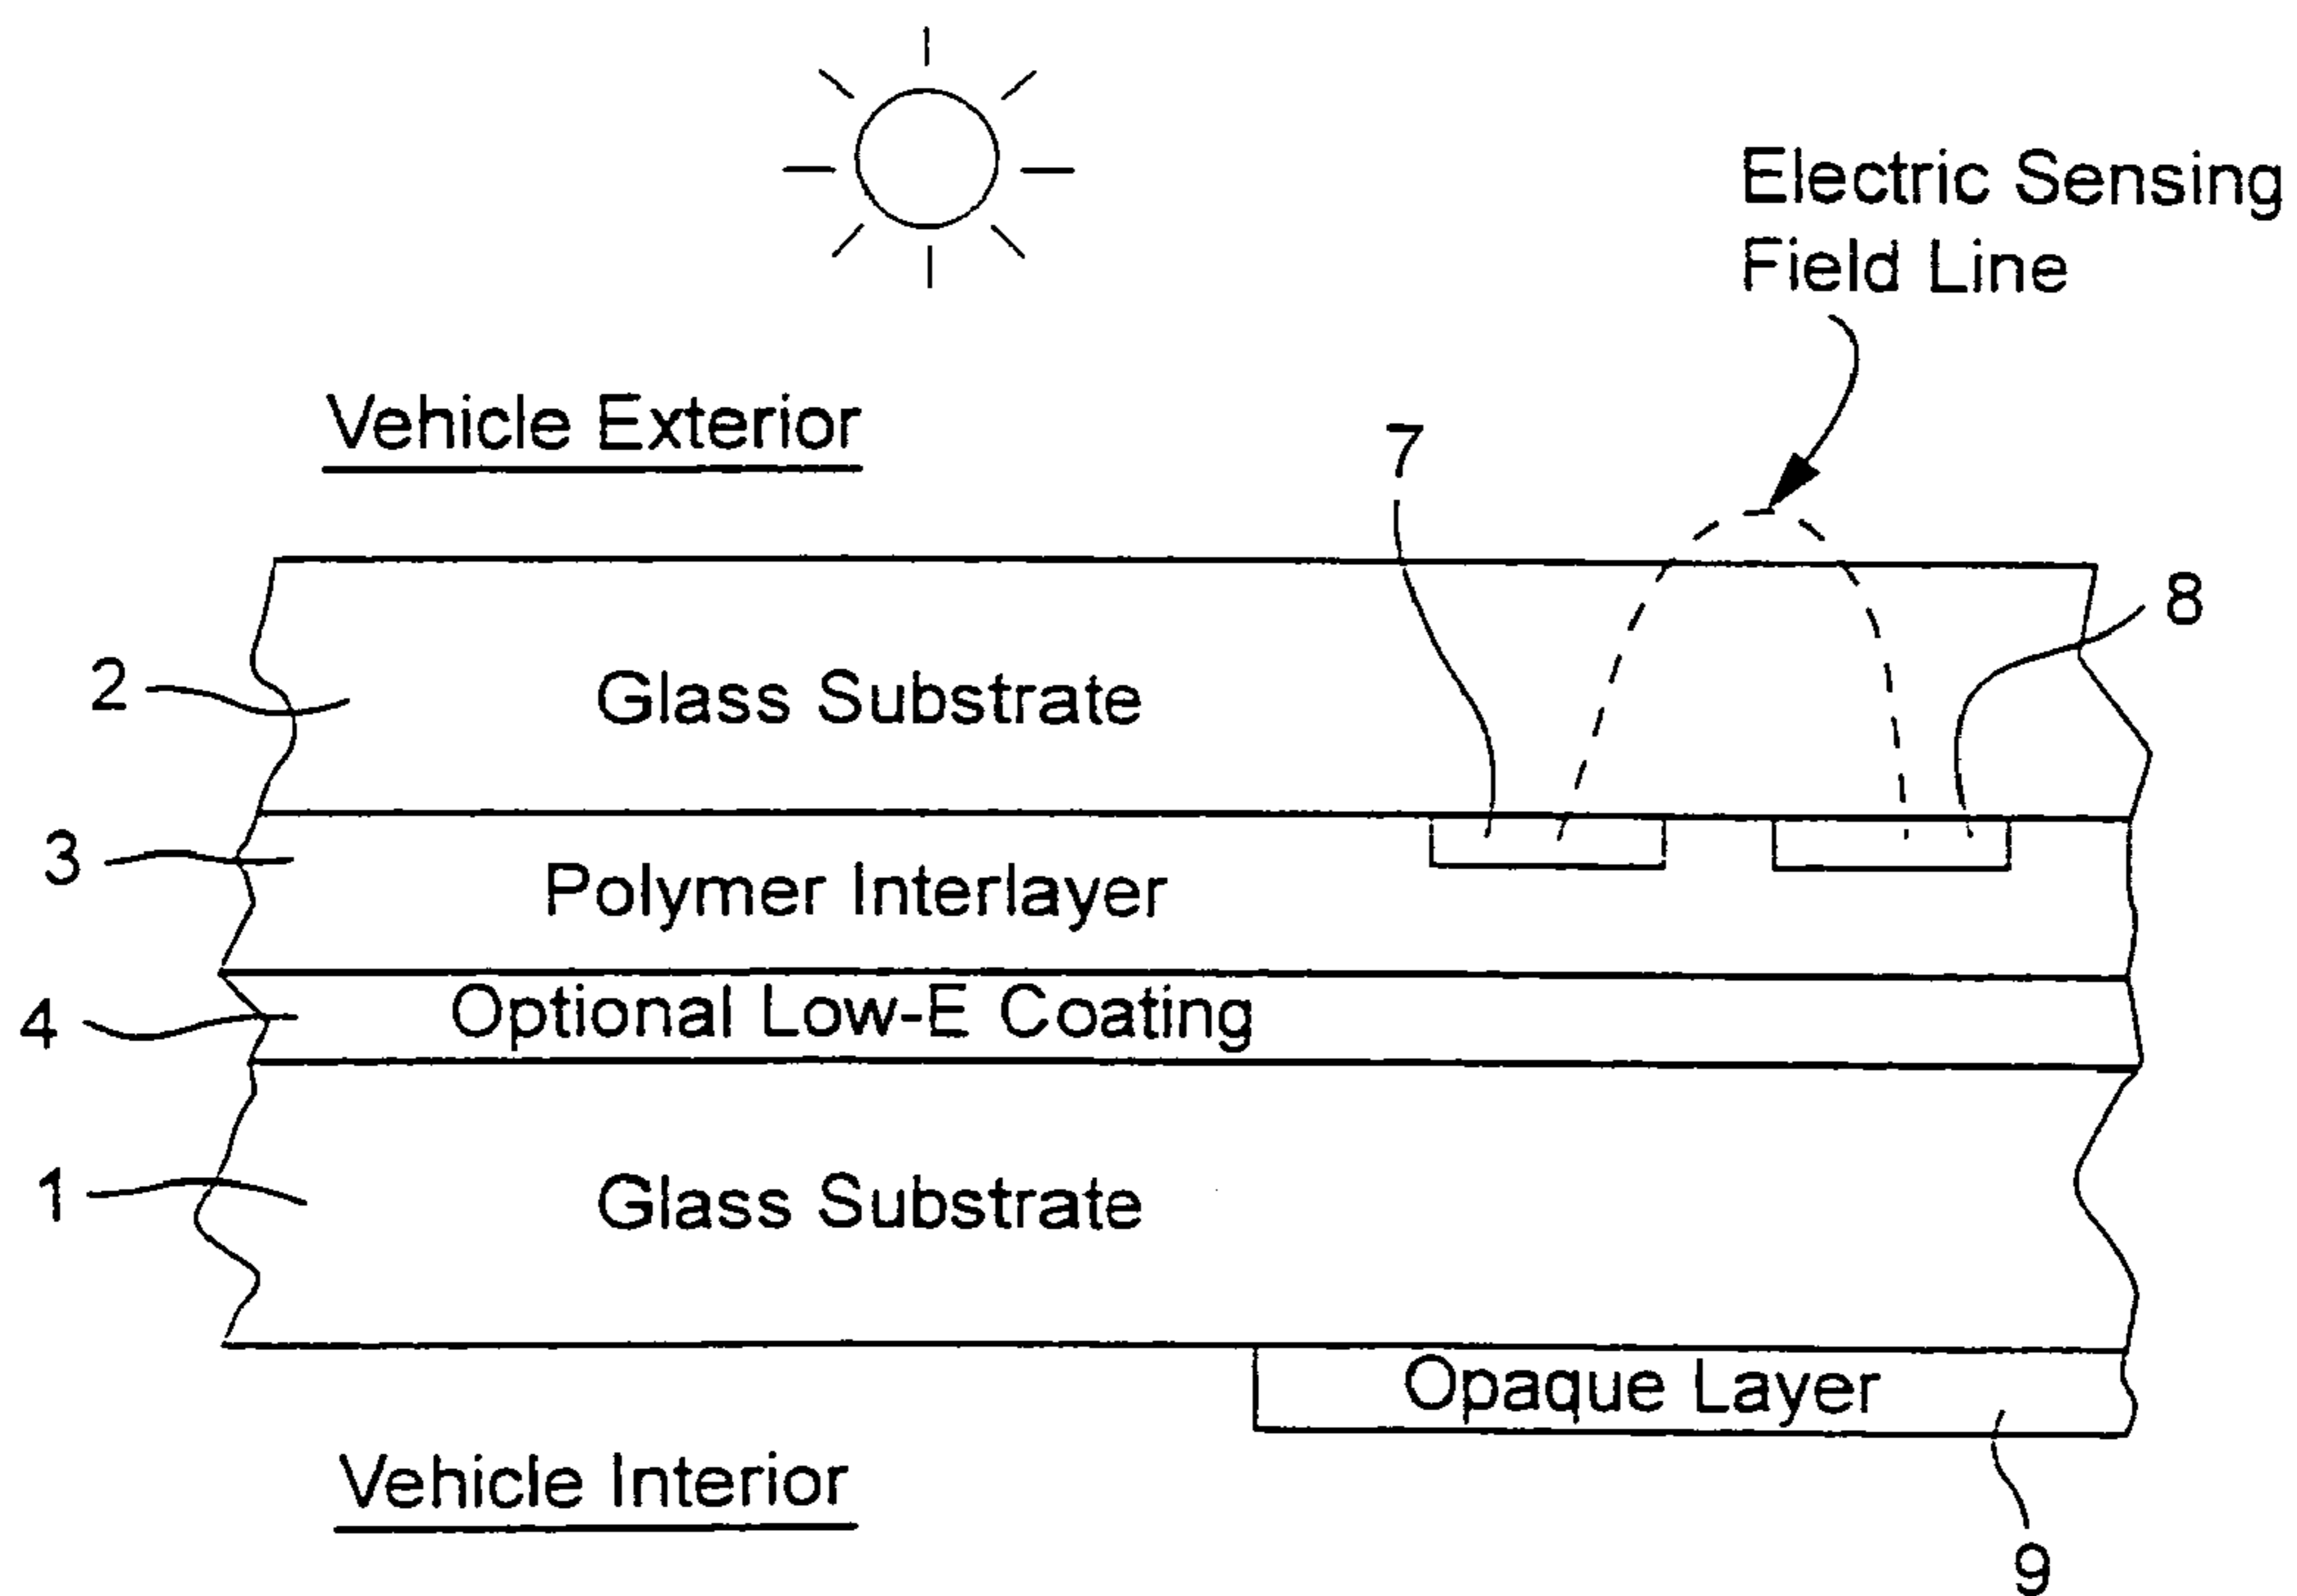 Electric Sensing
Field Line
Vehicle Exterior
7
8
2
Glass Substrate
3
Polymer Interlayer
4
Optional Low-E Coating
1
Glass Substrate
Opaque Layer
Vehicle Interior
9